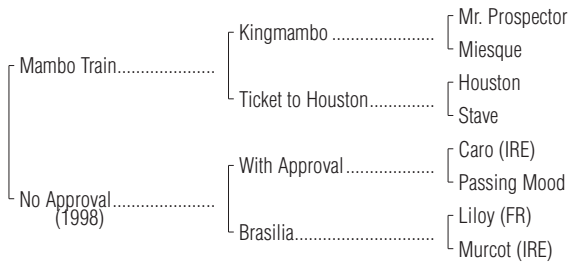 Mr. Prospector
Kingmambo ....................
Miesque
Mambo Train...................
Houston
Ticket to Houston.............
Stave
Caro (IRE)
With Approval .................
Passing Mood
No Approval....................
(1998)
Liloy (FR)
Brasilia...........................
Murcot (IRE)